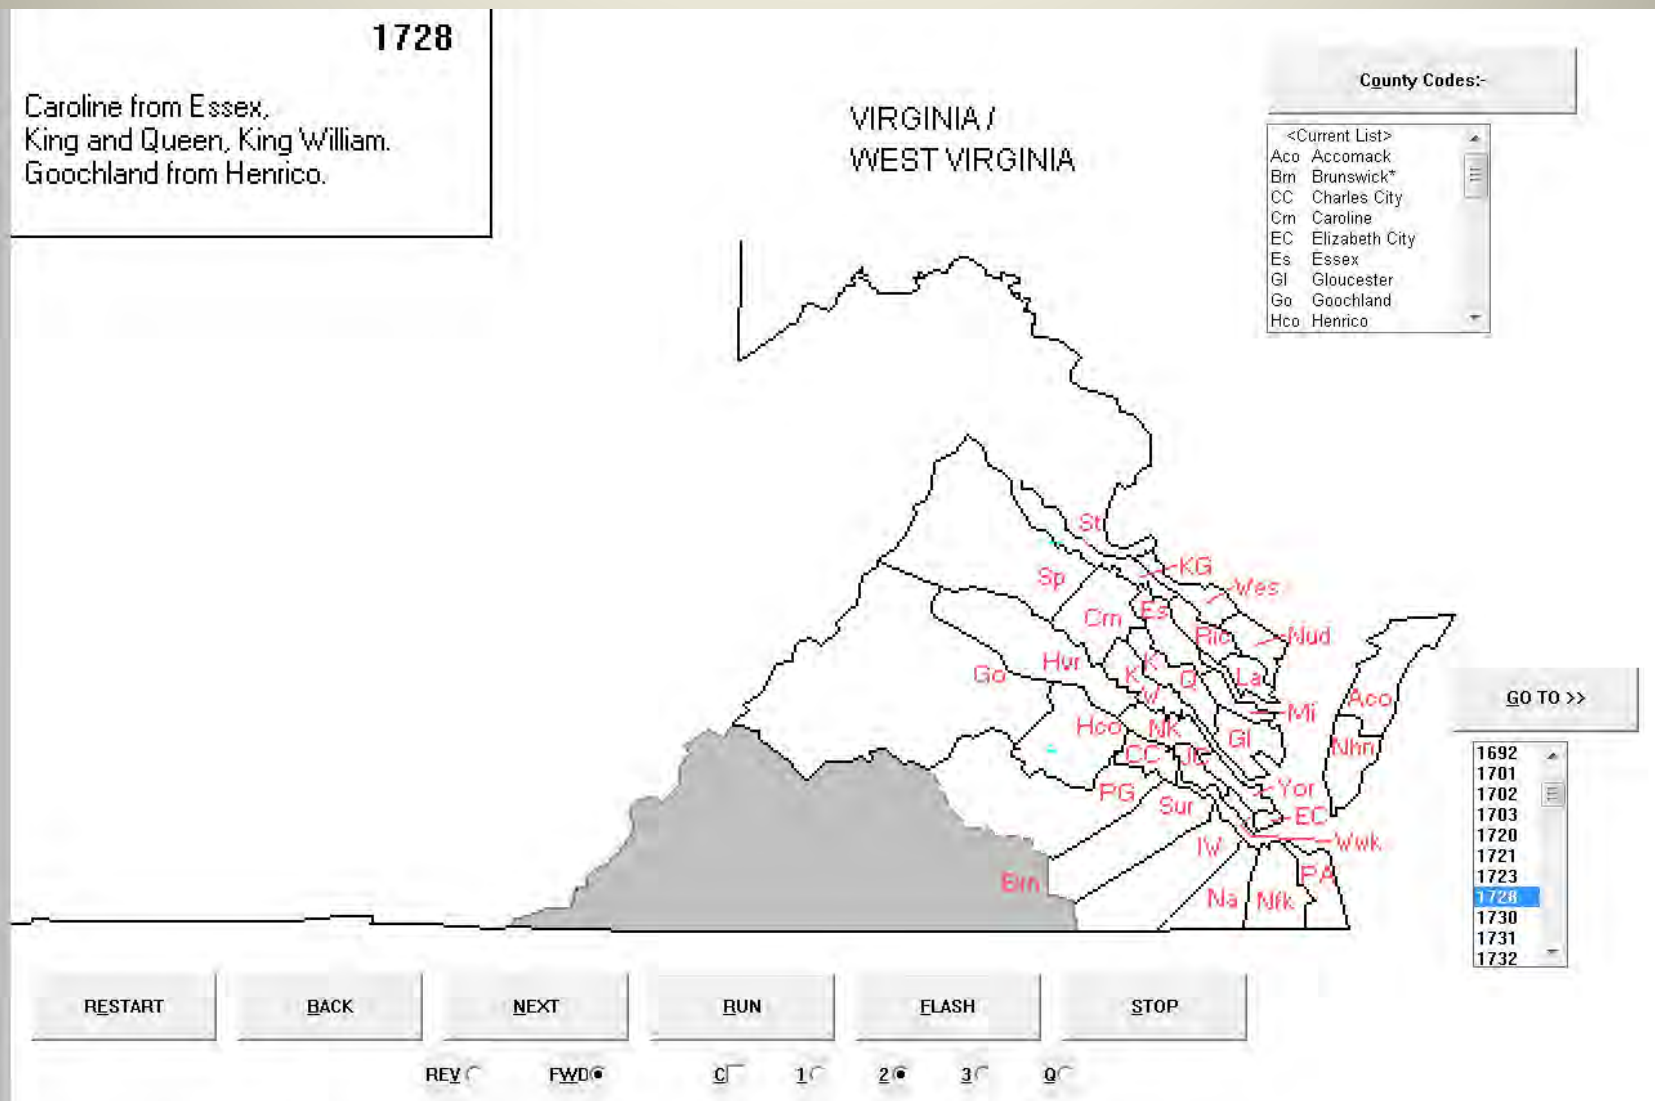 1728
Caroline from Essex,
King and Queen, King William.
Goochland from Henrico.
VIRGINIA /
WEST VIRGINIA
County Codes:-
<Current List>
Aco Accomack
Brn Brunswick*
CC Charles City
Crn Caroline
EC Elizabeth City
Es Essex
Gl Gloucester
Go Goochland
Hco Henrico
St
KG
Sp
Wes
Es
Crn
Ric
Nud
Hvr
K
K
Go
Q
La
W
Aco
Mi
Hco
NK
Gl
Nhn
CC
JC
PG
Yor
Sur
EC
Wwk
IW
PA
Brn
Na
Nfk
GO TO >>
1692
1701
1702
1703
1720
1721
1723
1728
1730
1731
1732
RESTART
BACK
NEXT
RUN
FLASH
STOP
REV
FWD
C
1
2
3
Q